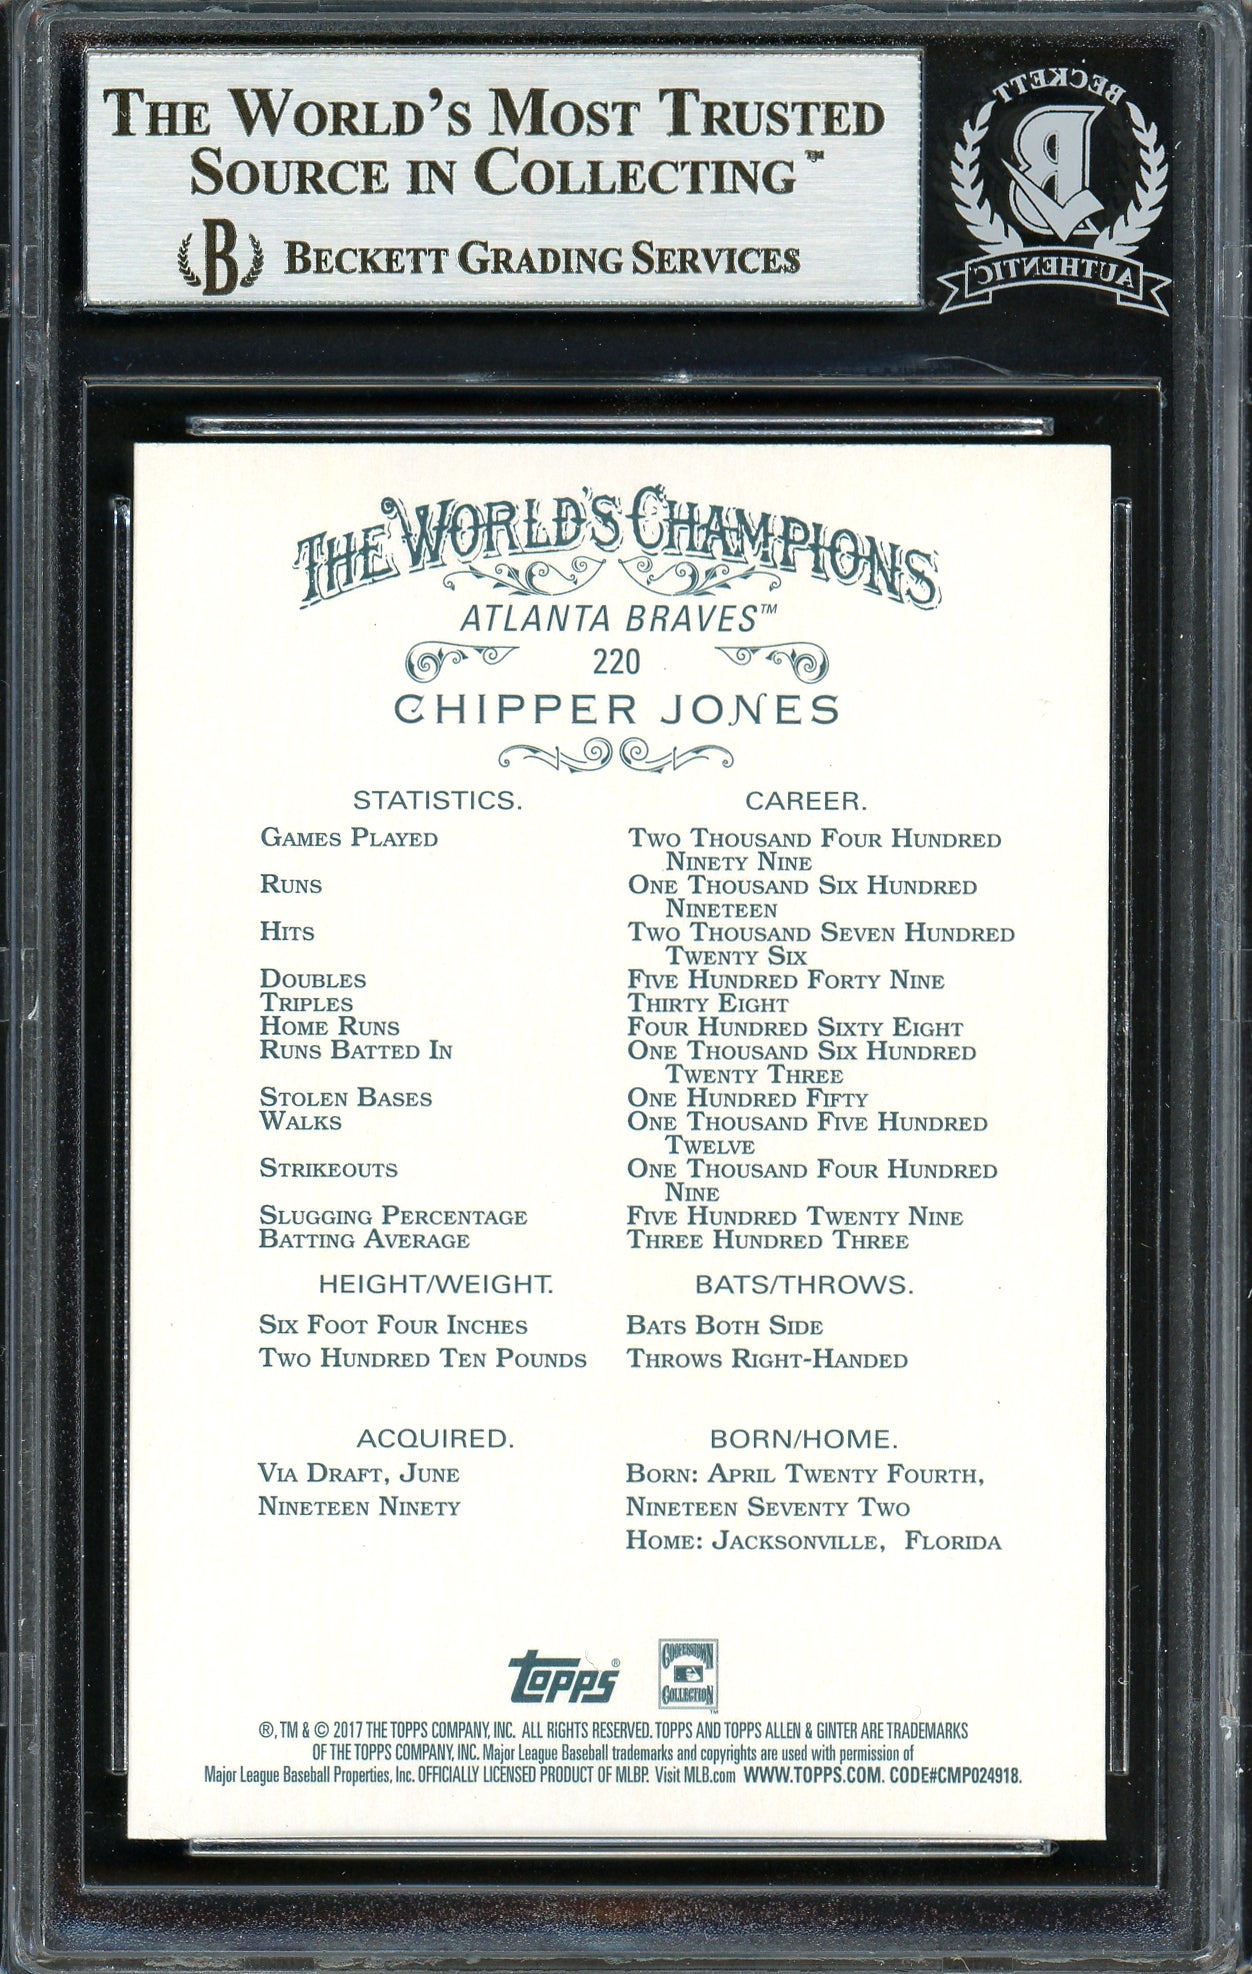 THE WORLD'S MOST TRUSTED
SOURCE IN COLLECTING™
B BECKETT GRADING SERVICES
BECKETT
B
AUTHENTIC
THE WORLD'S CHAMPIONS
ATLANTA BRAVES™
220
CHIPPER JONES
STATISTICS. CAREER.
GAMES PLAYED TWO THOUSAND FOUR HUNDRED
NINETY NINE
RUNS ONE THOUSAND SIX HUNDRED
NINETEEN
HITS TWO THOUSAND SEVEN HUNDRED
TWENTY SIX
DOUBLES FIVE HUNDRED FORTY NINE
TRIPLES THIRTY EIGHT
HOME RUNS FOUR HUNDRED SIXTY EIGHT
RUNS BATTED IN ONE THOUSAND SIX HUNDRED
TWENTY THREE
STOLEN BASES ONE HUNDRED FIFTY
WALKS ONE THOUSAND FIVE HUNDRED
TWELVE
STRIKEOUTS ONE THOUSAND FOUR HUNDRED
NINE
SLUGGING PERCENTAGE FIVE HUNDRED TWENTY NINE
BATTING AVERAGE THREE HUNDRED THREE
HEIGHT/WEIGHT. BATS/THROWS.
SIX FOOT FOUR INCHES BATS BOTH SIDE
TWO HUNDRED TEN POUNDS THROWS RIGHT-HANDED
ACQUIRED. BORN/HOME.
VIA DRAFT, JUNE BORN: APRIL TWENTY FOURTH,
NINETEEN NINETY NINETEEN SEVENTY TWO
HOME: JACKSONVILLE, FLORIDA
topps® COOPERSTOWN
COLLECTION™
®, TM & © 2017 THE TOPPS COMPANY, INC. ALL RIGHTS RESERVED. TOPPS AND TOPPS ALLEN & GINTER ARE TRADEMARKS
OF THE TOPPS COMPANY, INC. Major League Baseball trademarks and copyrights are used with permission of
Major League Baseball Properties, Inc. OFFICIALLY LICENSED PRODUCT OF MLBP. Visit MLB.com WWW.TOPPS.COM. CODE#CMP024918.